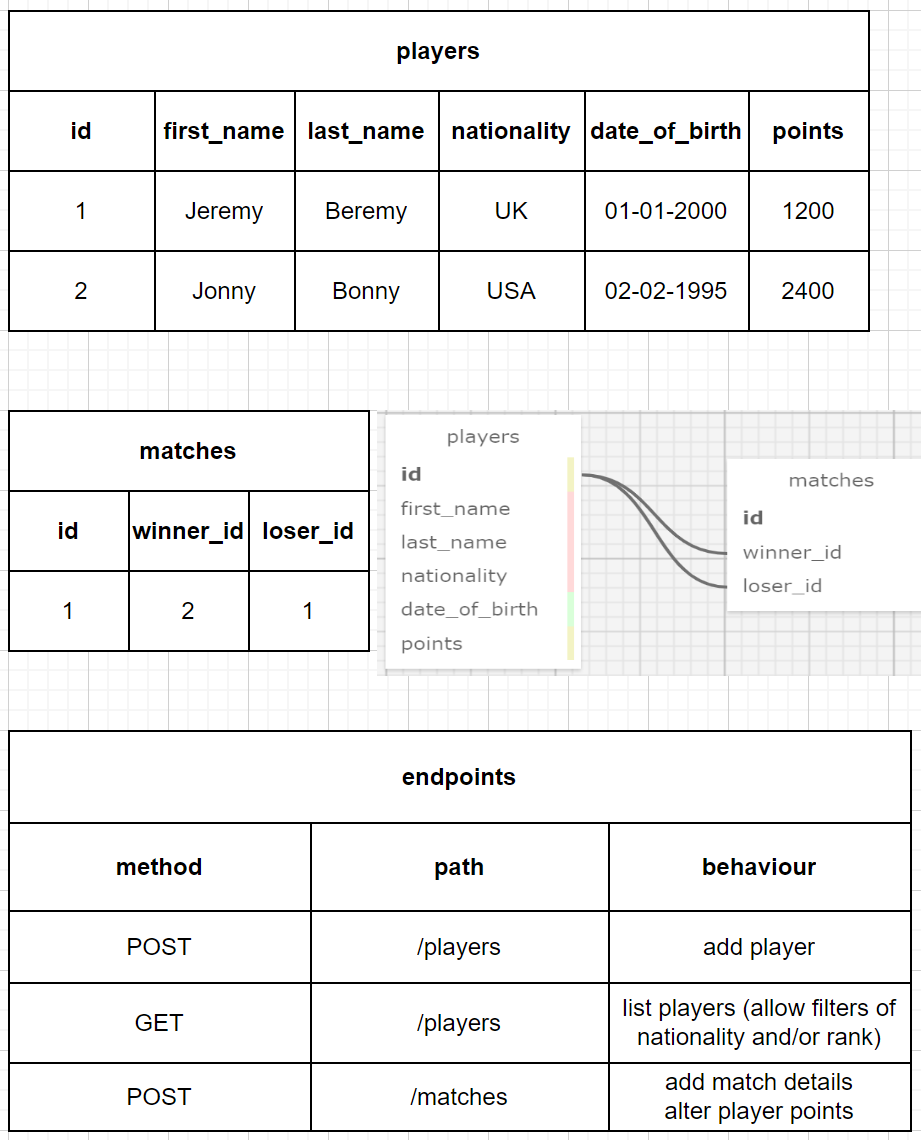 players
id first_name last_name nationality date_of_birth points
1 Jeremy Beremy UK 01-01-2000 1200
2 Jonny Bonny USA 02-02-1995 2400
matches
id winner_id loser_id
1 2 1
players
id
first_name
last_name
nationality
date_of_birth
points
matches
id
winner_id
loser_id
endpoints
method path behaviour
POST /players add player
GET /players list players (allow filters of
nationality and/or rank)
POST /matches add match details
alter player points